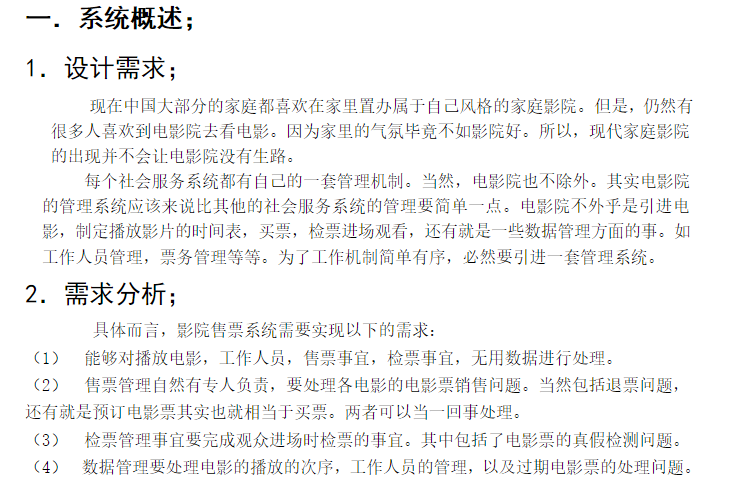 一．系统概述；
1．设计需求；
现在中国大部分的家庭都喜欢在家里置办属于自己风格的家庭影院。但是，仍然有
很多人喜欢到电影院去看电影。因为家里的气氛毕竟不如影院好。所以，现代家庭影院
的出现并不会让电影院没有生路。
每个社会服务系统都有自己的一套管理机制。当然，电影院也不除外。其实电影院
的管理系统应该来说比其他的社会服务系统的管理要简单一点。电影院不外乎是引进电
影，制定播放影片的时间表，买票，检票进场观看，还有就是一些数据管理方面的事。如
工作人员管理，票务管理等等。为了工作机制简单有序，必然要引进一套管理系统。
2．需求分析；
具体而言，影院售票系统需要实现以下的需求：
（1） 能够对播放电影，工作人员，售票事宜，检票事宜，无用数据进行处理。
（2） 售票管理自然有专人负责，要处理各电影的电影票销售问题。当然包括退票问题，
还有就是预订电影票其实也就相当于买票。两者可以当一回事处理。
（3） 检票管理事宜要完成观众进场时检票的事宜。其中包括了电影票的真假检测问题。
（4） 数据管理要处理电影的播放的次序，工作人员的管理，以及过期电影票的处理问题。